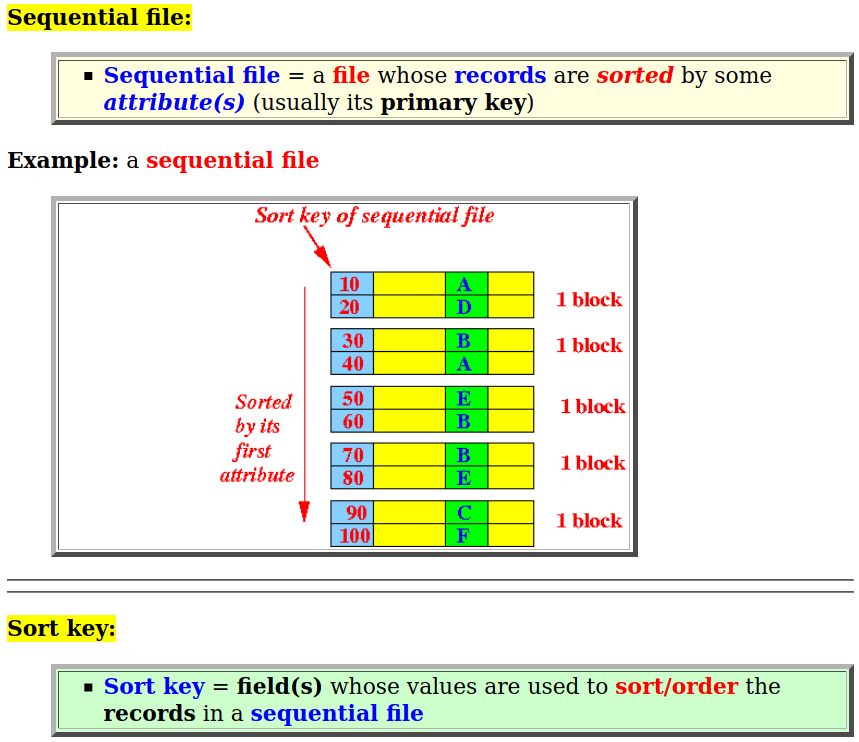 Sequential file:
Sequential file = a file whose records are sorted by some
attribute(s) (usually its primary key)
Example: a sequential file
Sort key of sequential file
10 A
20 D
1 block
30 B
40 A
1 block
50 E
60 B
1 block
70 B
80 E
1 block
90 C
100 F
1 block
Sorted
by its
first
attribute
Sort key:
Sort key = field(s) whose values are used to sort/order the
records in a sequential file